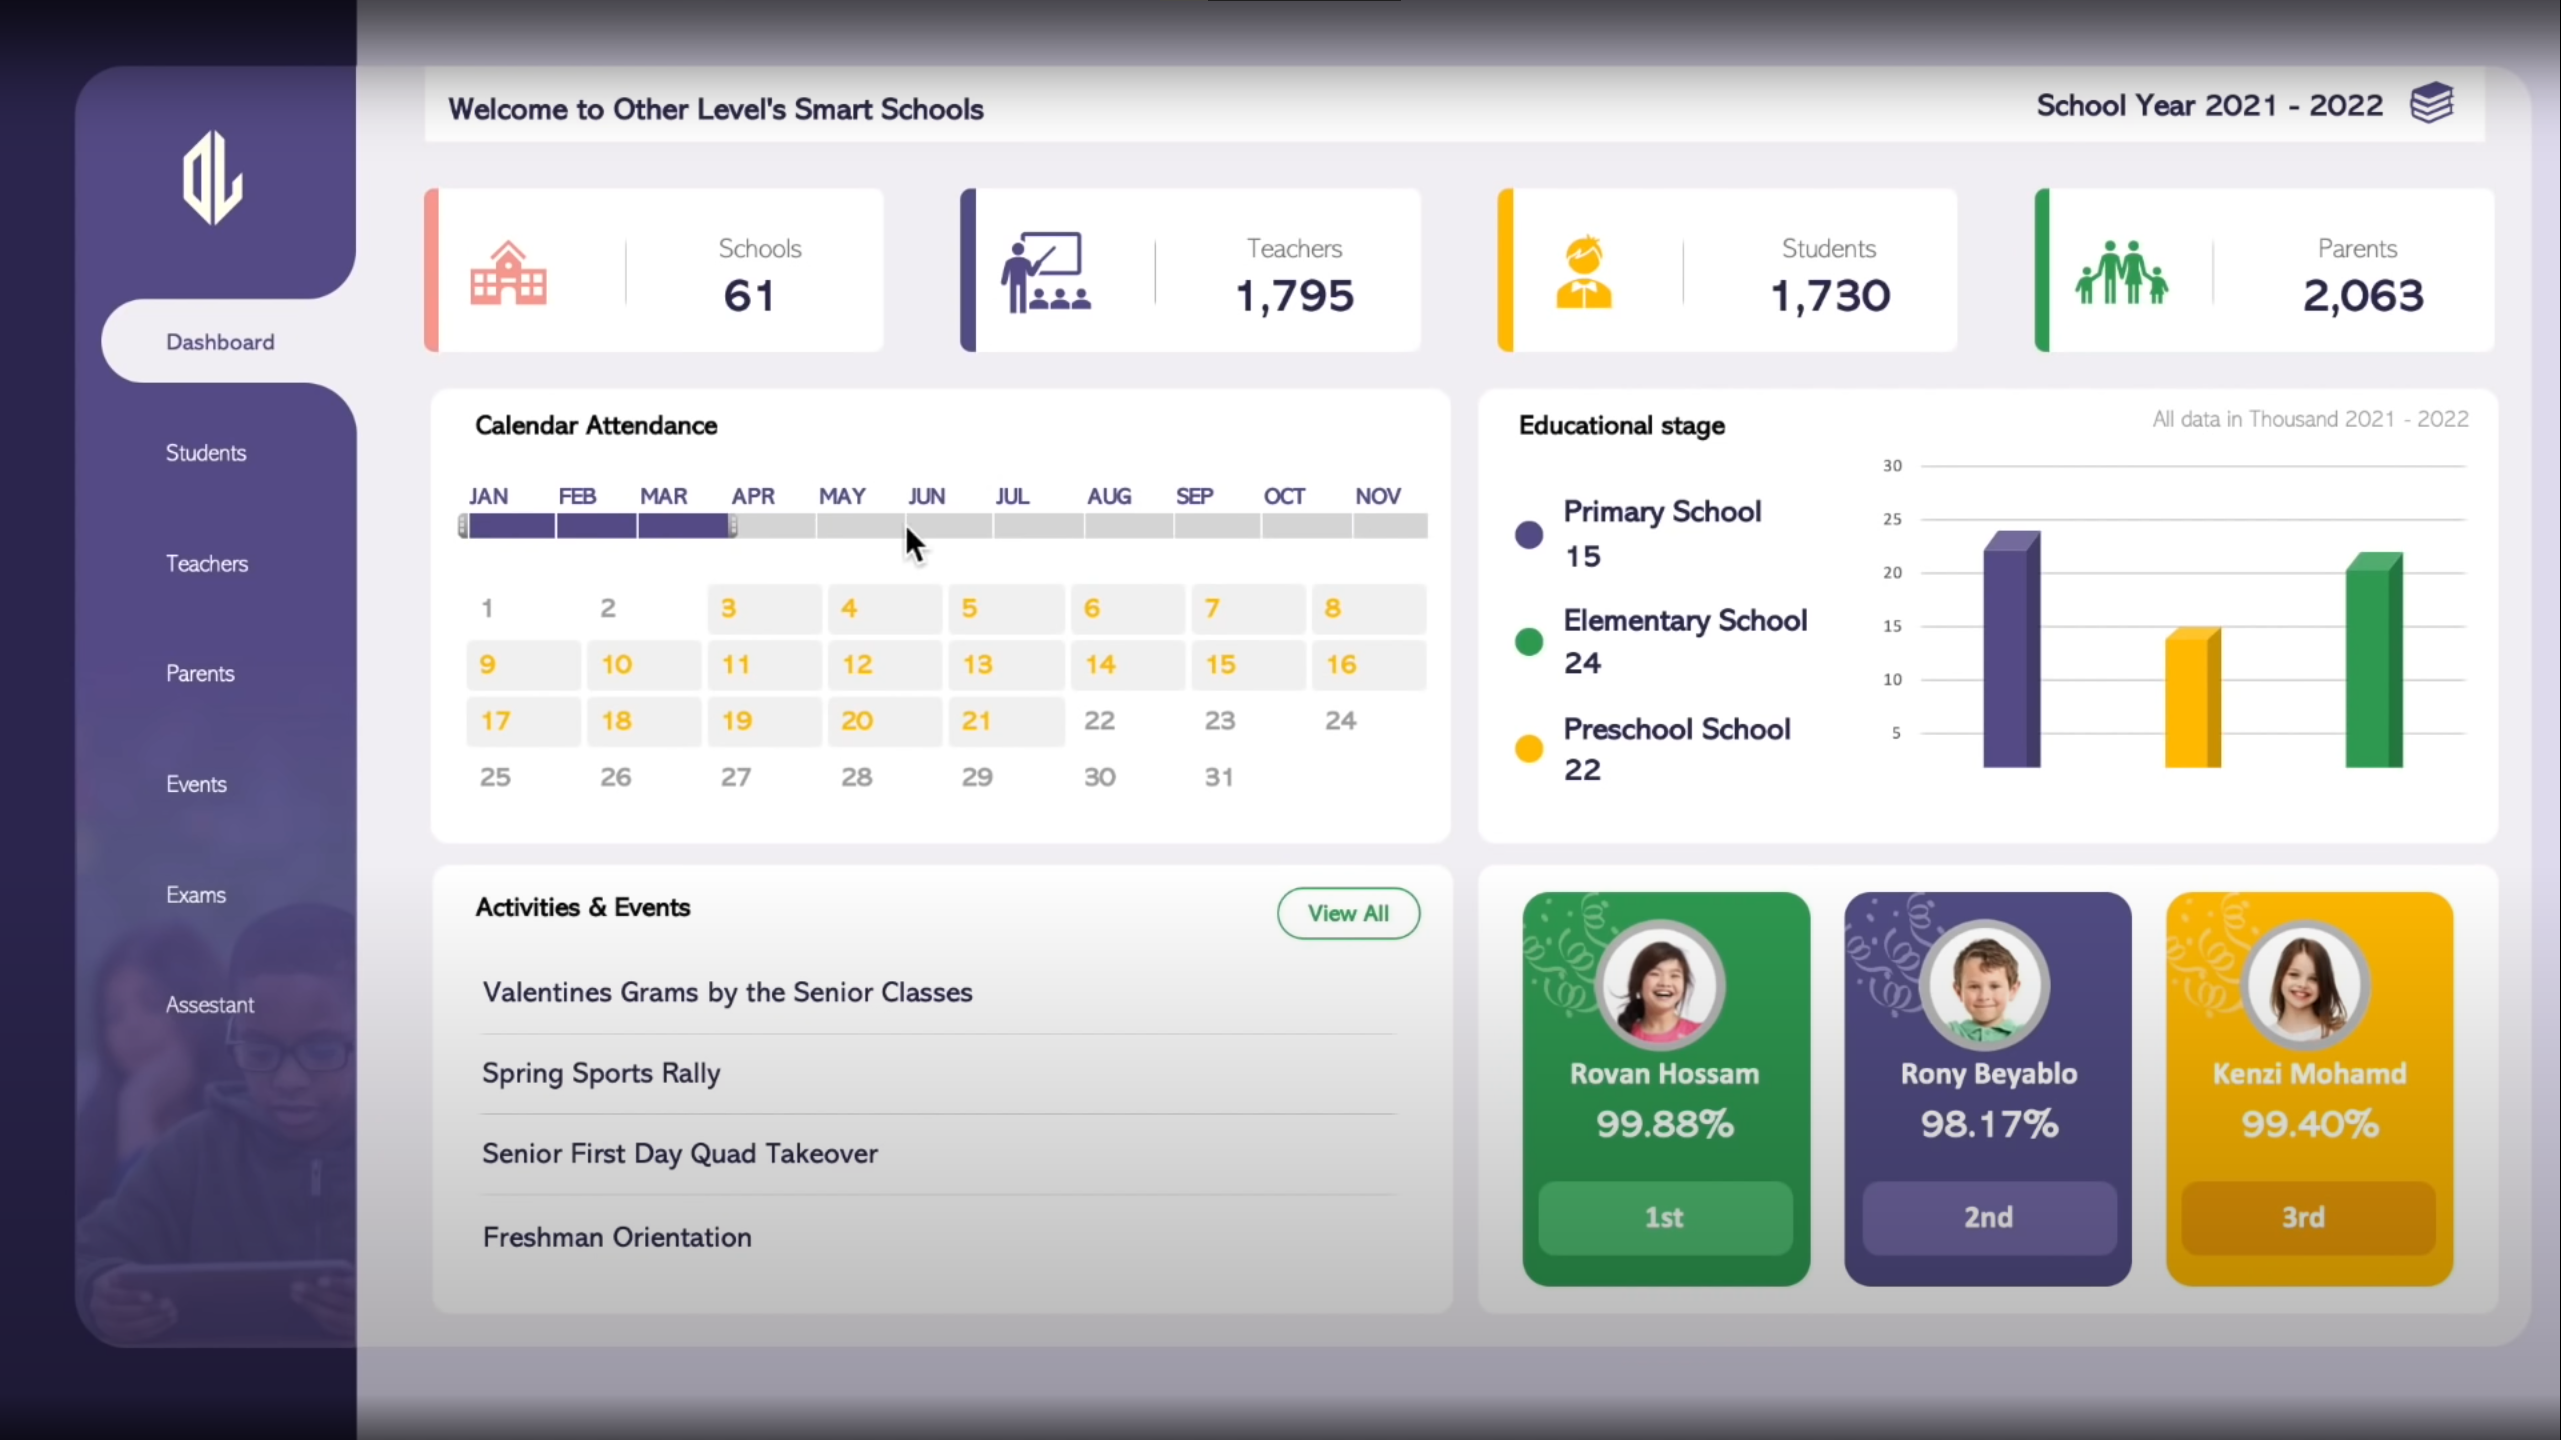 Welcome to Other Level's Smart Schools
School Year 2021 - 2022
DL
Dashboard
Students
Teachers
Parents
Events
Exams
Assestant
Schools
61
Teachers
1,795
Students
1,730
Parents
2,063
Calendar Attendance
JAN FEB MAR APR MAY JUN JUL AUG SEP OCT NOV
1 2 3 4 5 6 7 8
9 10 11 12 13 14 15 16
17 18 19 20 21 22 23 24
25 26 27 28 29 30 31
Educational stage
All data in Thousand 2021 - 2022
Primary School
15
Elementary School
24
Preschool School
22
30
25
20
15
10
5
Activities & Events
View All
Valentines Grams by the Senior Classes
Spring Sports Rally
Senior First Day Quad Takeover
Freshman Orientation
Rovan Hossam
99.88%
1st
Rony Beyablo
98.17%
2nd
Kenzi Mohamd
99.40%
3rd